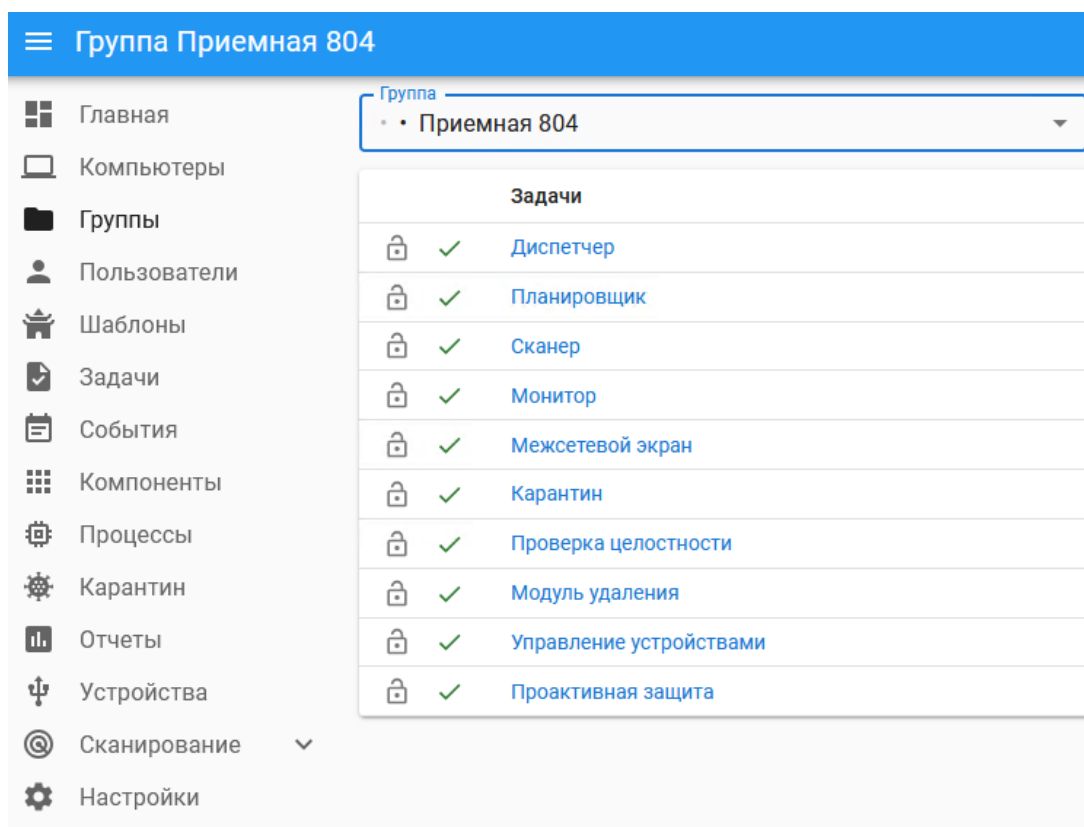 Группа Приемная 804
Главная
Компьютеры
Группы
Пользователи
Шаблоны
Задачи
События
Компоненты
Процессы
Карантин
Отчеты
Устройства
Сканирование
Настройки
Группа
• • Приемная 804
Задачи
Диспетчер
Планировщик
Сканер
Монитор
Межсетевой экран
Карантин
Проверка целостности
Модуль удаления
Управление устройствами
Проактивная защита